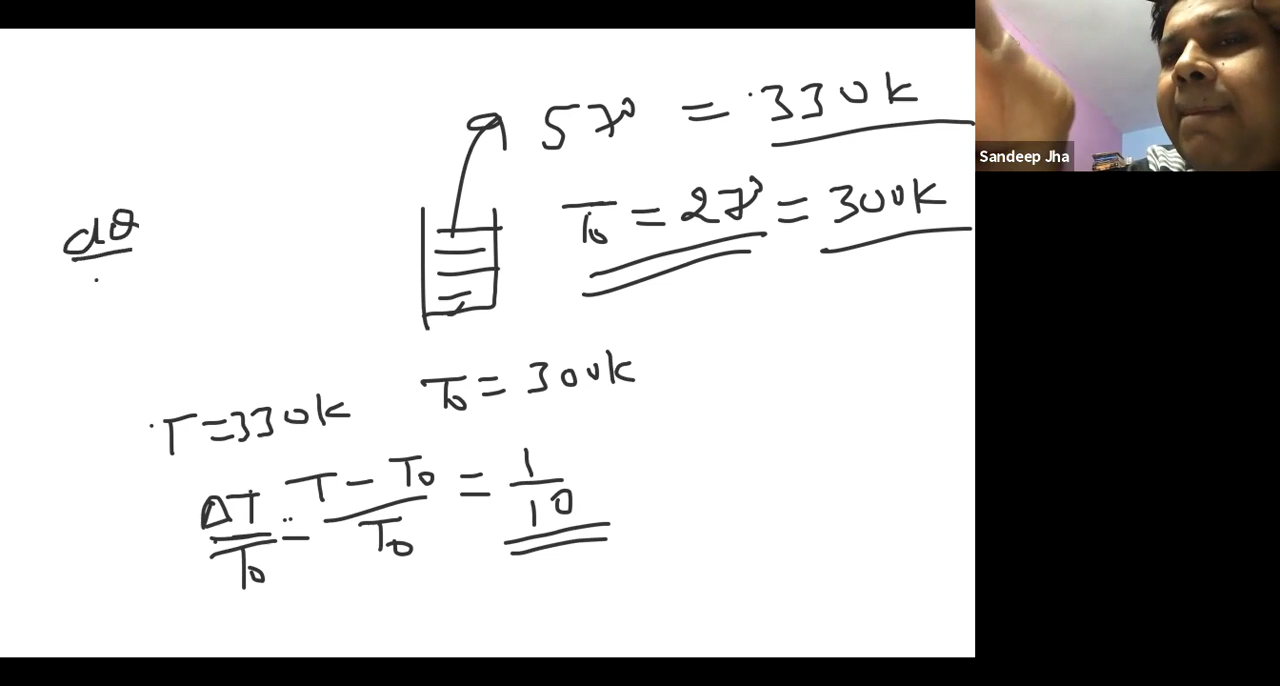 57° = 330k
T₀ = 27° = 300k
dθ
T = 330k T₀ = 300k
ΔT/T₀ = T - T₀/T₀ = 1/10
Sandeep Jha